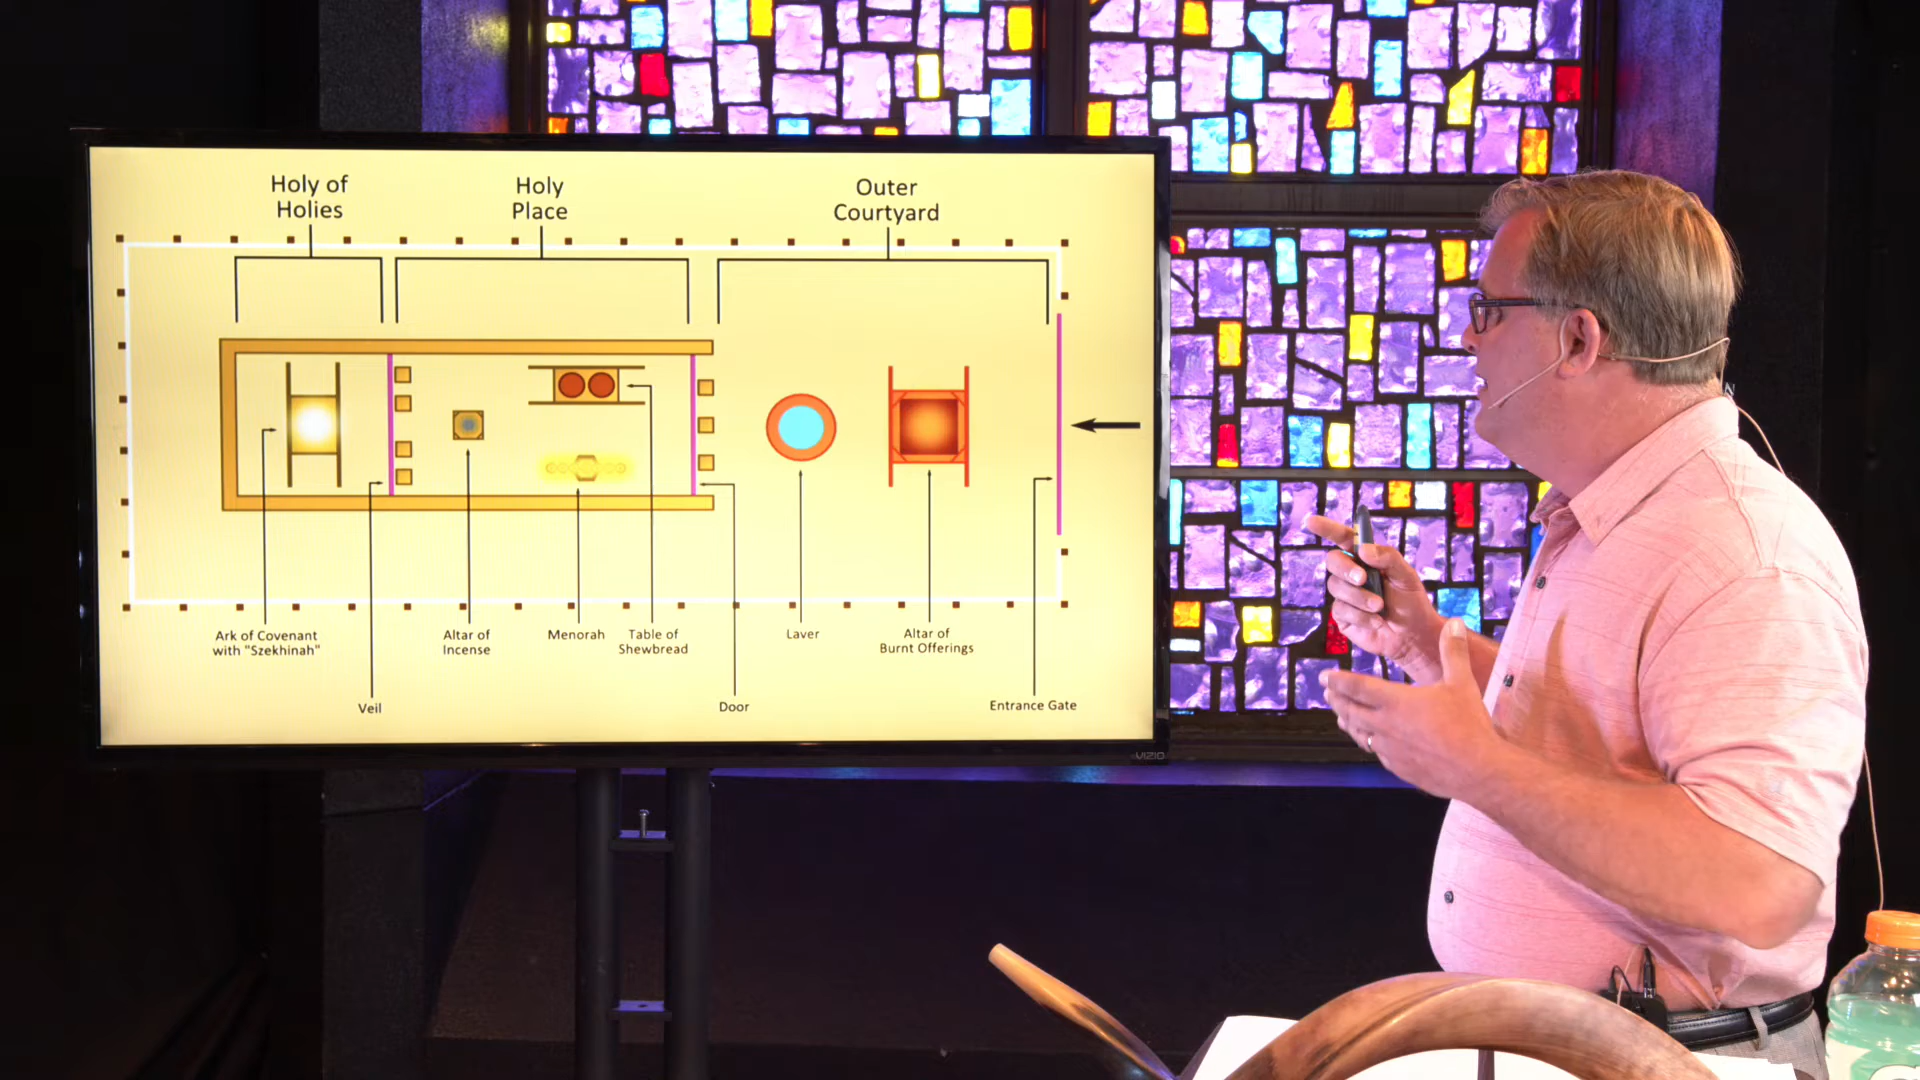 Holy of
Holies
Holy
Place
Outer
Courtyard
Ark of Covenant
with "Szekhinah"
Altar of
Incense
Menorah
Table of
Shewbread
Laver
Altar of
Burnt Offerings
Veil
Door
Entrance Gate
VIZIO